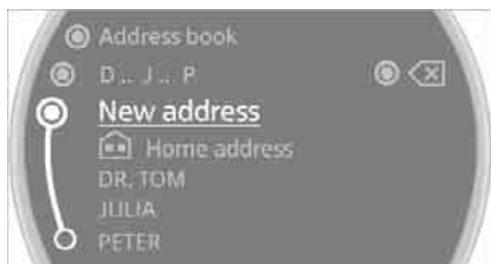 Address book
D .. J .. P
New address
Home address
DR. TOM
JULIA
PETER